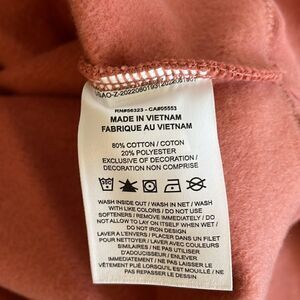 RN#56323 - CA#05553
MADE IN VIETNAM
FABRIQUE AU VIETNAM
80% COTTON / COTON
20% POLYESTER
EXCLUSIVE OF DECORATION /
DECORATION NON COMPRISE
WASH INSIDE OUT / WASH IN NET / WASH
WITH LIKE COLORS / DO NOT USE
SOFTENERS / REMOVE IMMEDIATELY / DO
NOT ALLOW TO LAY ON ITSELF WHEN WET /
DO NOT IRON DESIGN
LAVER A L'ENVERS / PLACER DANS UN FILET
POUR NETTOYER / LAVER AVEC COULEURS
SIMILAIRES / NE PAS UTILISER
D'ADOUCISSEUR / ENLEVER
IMMEDIATEMENT / NE PAS LAISSER LE
VÊTEMENT PLIÉ LORSQU'IL EST MOUILLÉ / NE
PAS REPASSER LE DESSIN